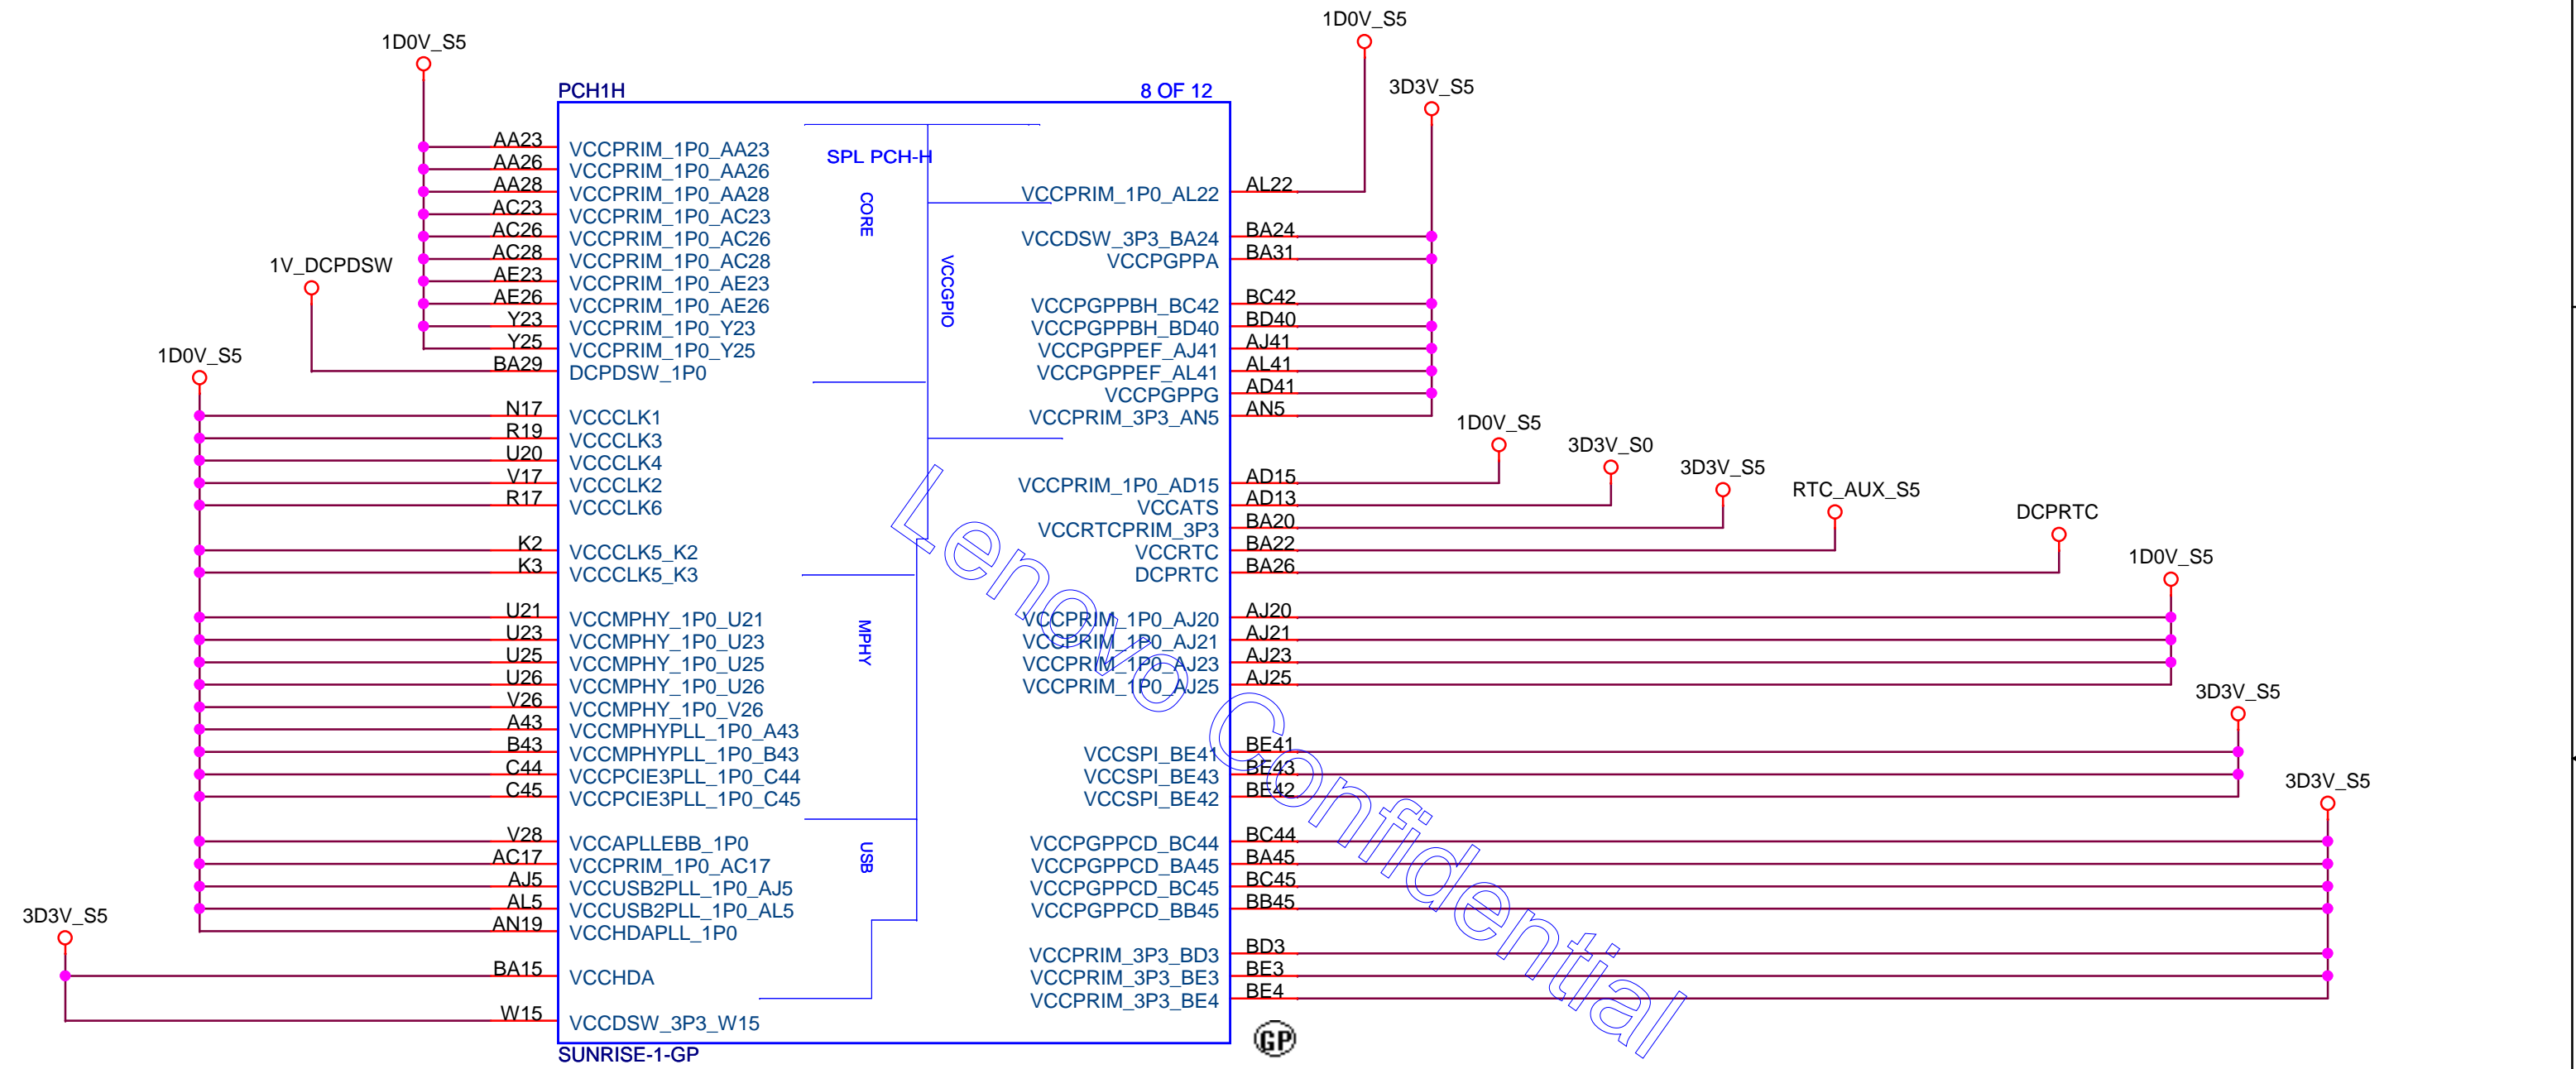 1D0V_S5
1D0V_S5
3D3V_S5
PCH1H 8 OF 12
SPL PCH-H
CORE
VCCGPIO
MPHY
USB
AA23 VCCPRIM_1P0_AA23
AA26 VCCPRIM_1P0_AA26
AA28 VCCPRIM_1P0_AA28
AC23 VCCPRIM_1P0_AC23
AC26 VCCPRIM_1P0_AC26
AC28 VCCPRIM_1P0_AC28
AE23 VCCPRIM_1P0_AE23
AE26 VCCPRIM_1P0_AE26
Y23 VCCPRIM_1P0_Y23
Y25 VCCPRIM_1P0_Y25
1V_DCPDSW
BA29 DCPDSW_1P0
1D0V_S5
N17 VCCCLK1
R19 VCCCLK3
U20 VCCCLK4
V17 VCCCLK2
R17 VCCCLK6
K2 VCCCLK5_K2
K3 VCCCLK5_K3
U21 VCCMPHY_1P0_U21
U23 VCCMPHY_1P0_U23
U25 VCCMPHY_1P0_U25
U26 VCCMPHY_1P0_U26
V26 VCCMPHY_1P0_V26
A43 VCCMPHYPLL_1P0_A43
B43 VCCMPHYPLL_1P0_B43
C44 VCCPCIE3PLL_1P0_C44
C45 VCCPCIE3PLL_1P0_C45
V28 VCCAPLLEBB_1P0
AC17 VCCPRIM_1P0_AC17
AJ5 VCCUSB2PLL_1P0_AJ5
AL5 VCCUSB2PLL_1P0_AL5
AN19 VCCHDAPLL_1P0
3D3V_S5
BA15 VCCHDA
W15 VCCDSW_3P3_W15
VCCPRIM_1P0_AL22 AL22
VCCDSW_3P3_BA24 BA24
VCCPGPPA BA31
VCCPGPPBH_BC42 BC42
VCCPGPPBH_BD40 BD40
VCCPGPPEF_AJ41 AJ41
VCCPGPPEF_AL41 AL41
VCCPGPPG AD41
VCCPRIM_3P3_AN5 AN5
1D0V_S5
3D3V_S0
3D3V_S5
RTC_AUX_S5
DCPRTC
1D0V_S5
VCCPRIM_1P0_AD15 AD15
VCCATS AD13
VCCRTCPRIM_3P3 BA20
VCCRTC BA22
DCPRTC BA26
VCCPRIM_1P0_AJ20 AJ20
VCCPRIM_1P0_AJ21 AJ21
VCCPRIM_1P0_AJ23 AJ23
VCCPRIM_1P0_AJ25 AJ25
3D3V_S5
VCCSPI_BE41 BE41
VCCSPI_BE43 BE43
VCCSPI_BE42 BE42
3D3V_S5
VCCPGPPCD_BC44 BC44
VCCPGPPCD_BA45 BA45
VCCPGPPCD_BC45 BC45
VCCPGPPCD_BB45 BB45
VCCPRIM_3P3_BD3 BD3
VCCPRIM_3P3_BE3 BE3
VCCPRIM_3P3_BE4 BE4
SUNRISE-1-GP
GP
Lenovo Confidential